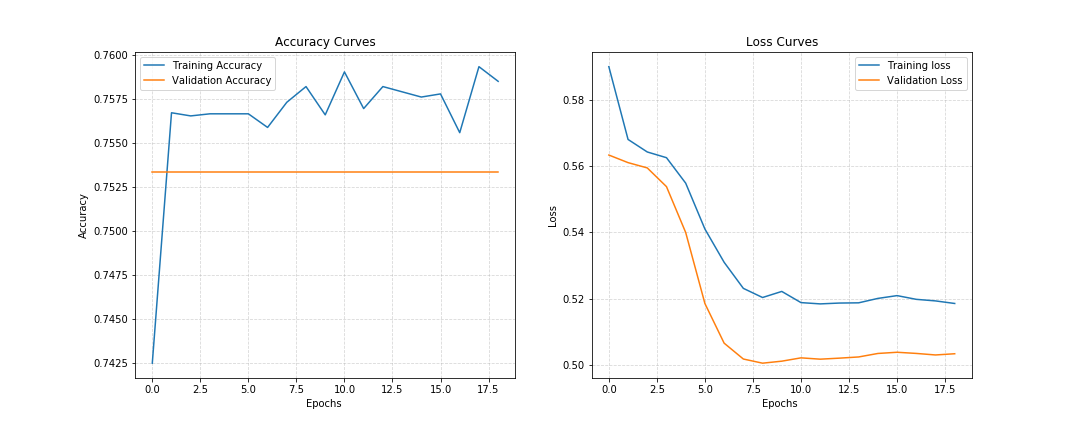 Accuracy Curves
0.7600
0.7575
0.7550
0.7525
0.7500
0.7475
0.7450
0.7425
Accuracy
Training Accuracy
Validation Accuracy
0.0 2.5 5.0 7.5 10.0 12.5 15.0 17.5
Epochs
Loss Curves
0.58
0.56
0.54
0.52
0.50
Loss
Training loss
Validation Loss
0.0 2.5 5.0 7.5 10.0 12.5 15.0 17.5
Epochs